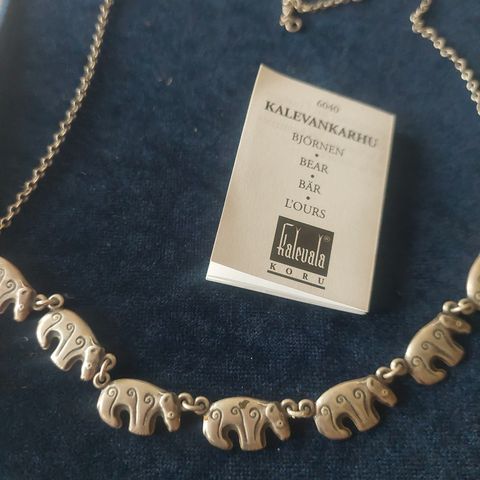 6040
KALEVANKARHU
BJÖRNEN
•
BEAR
•
BÄR
•
L'OURS
Kalevala®
KORU